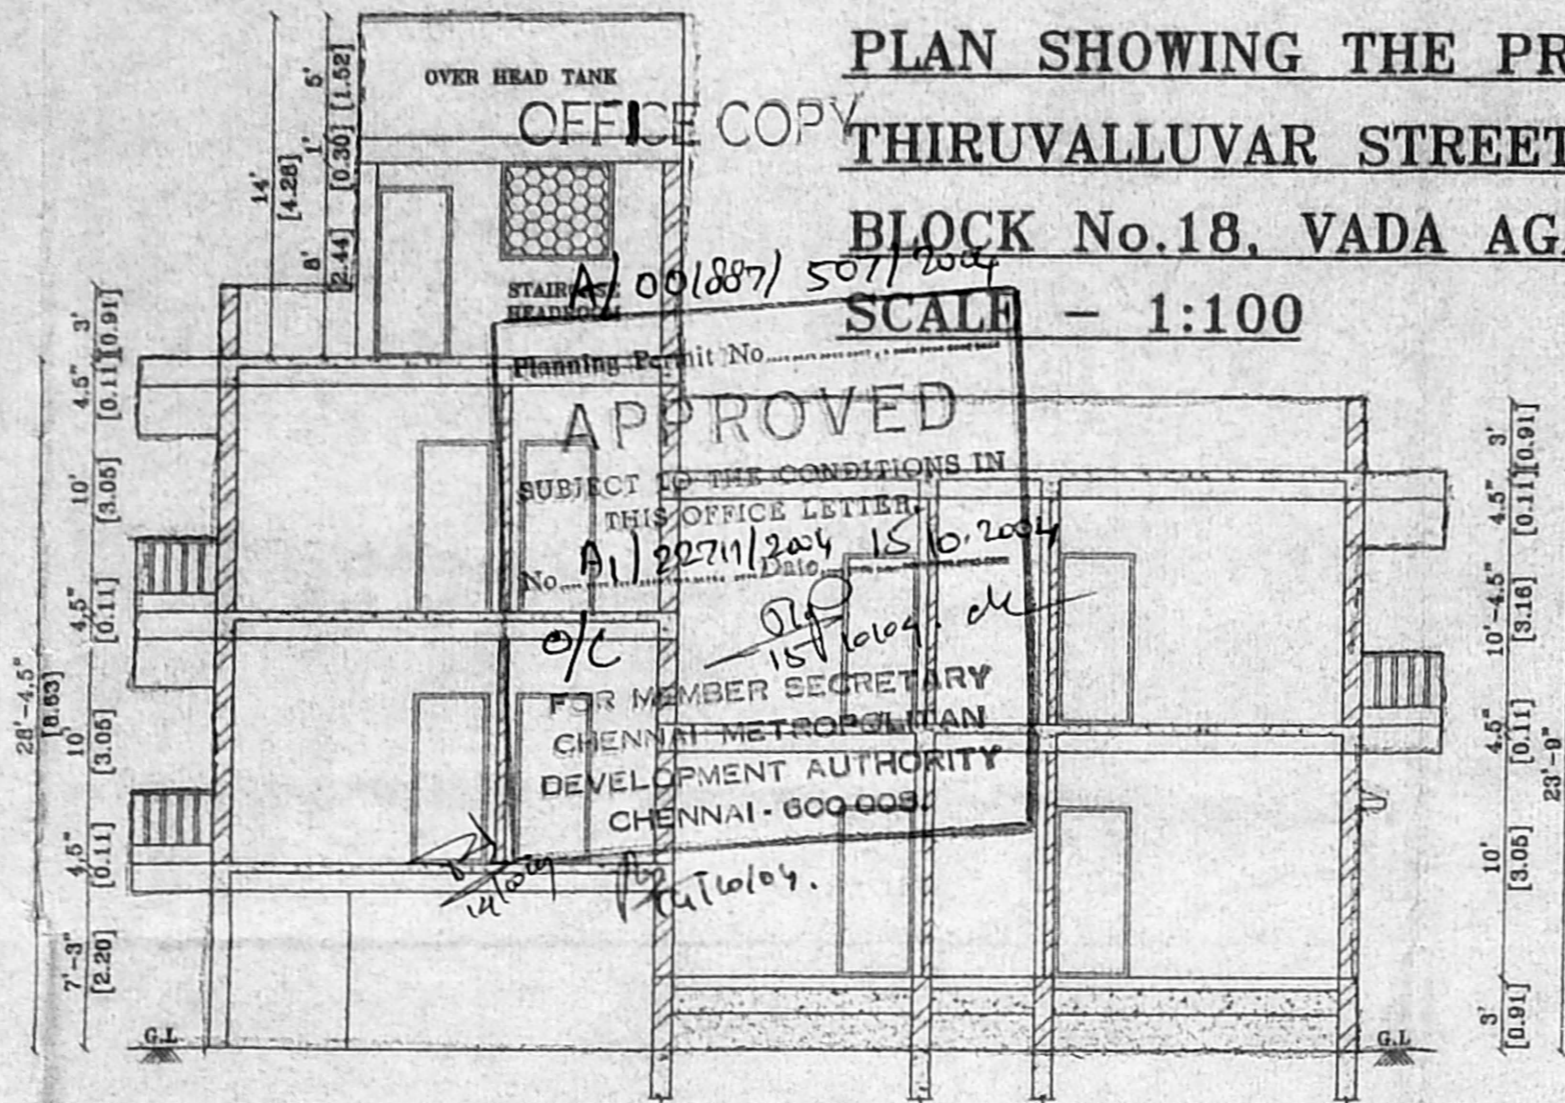 PLAN SHOWING THE PR
THIRUVALLUVAR STREET
BLOCK No.18, VADA AG
SCALE - 1:100
OVER HEAD TANK
OFFICE COPY
STAIRCASE
HEADROOM
A/001887/507/2004
Planning Permit No
APPROVED
SUBJECT TO THE CONDITIONS IN
THIS OFFICE LETTER.
No. A1/22711/2004 Date 15.10.2004
O/C
15/10/04.
FOR MEMBER SECRETARY
CHENNAI METROPOLITAN
DEVELOPMENT AUTHORITY
CHENNAI - 600 008.
14/10/04
14/10/04.
5'
[1.52]
1'
[0.30]
14'
[4.28]
8'
[2.44]
3'
[0.91]
4.5"
[0.11]
10'
[3.05]
4.5"
[0.11]
28'-4.5"
[8.63]
10'
[3.05]
4.5"
[0.11]
7'-3"
[2.20]
G.L
3'
[0.91]
4.5"
[0.11]
10'-4.5"
[3.16]
4.5"
[0.11]
23'-9"
10'
[3.05]
3'
[0.91]
G.L